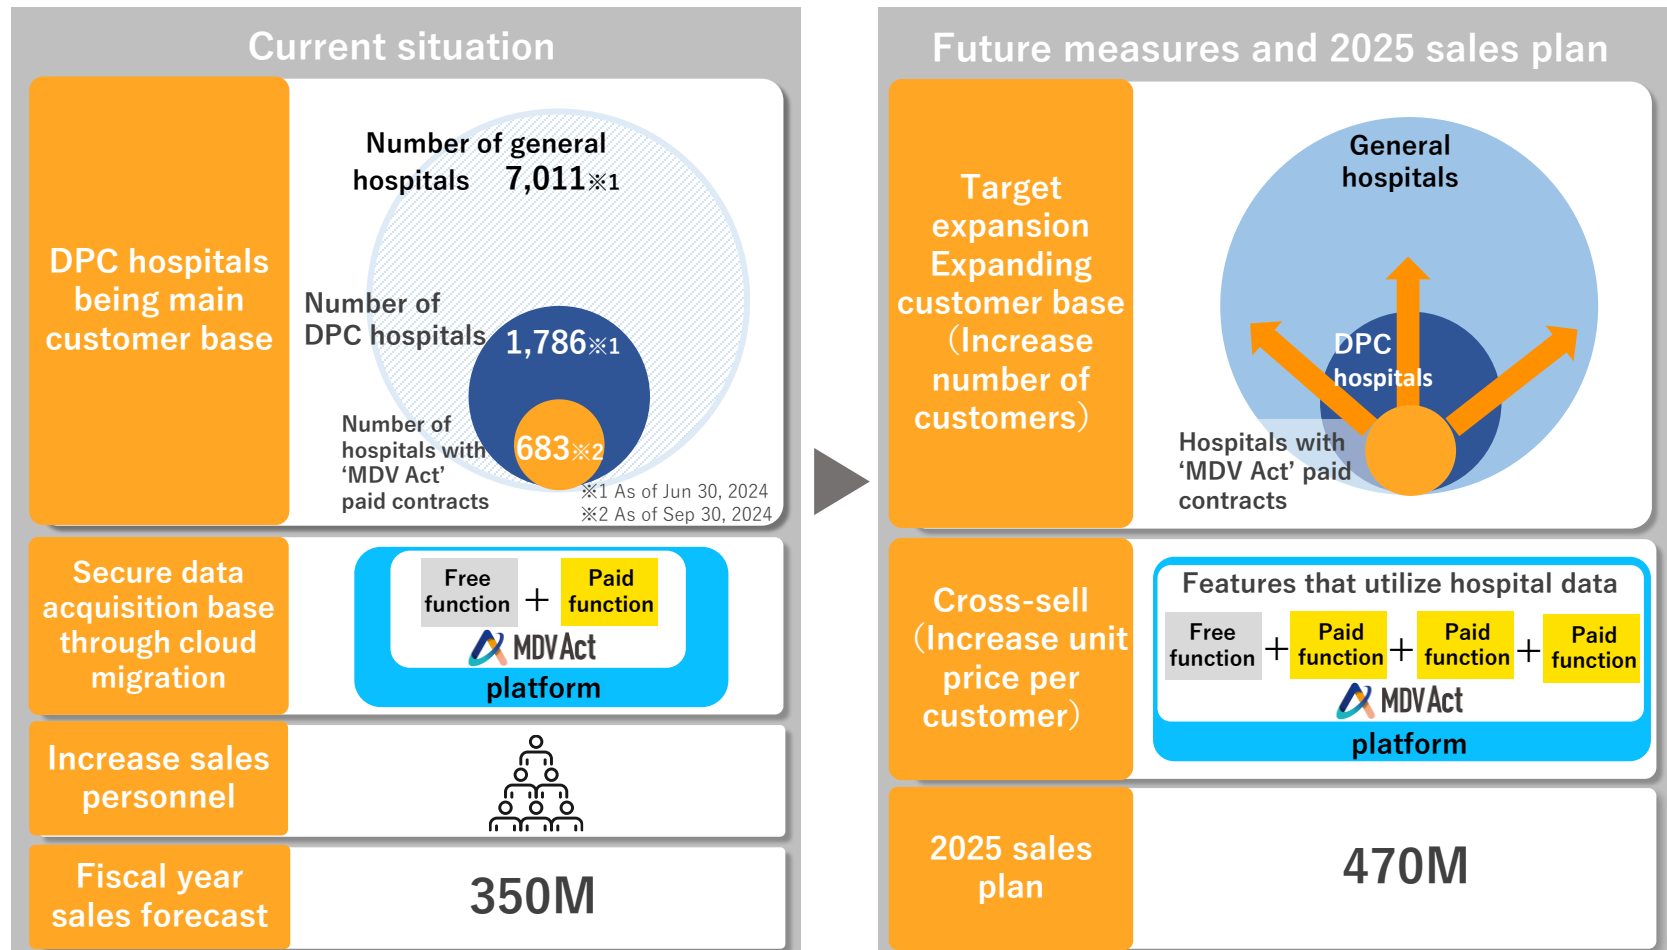 Current situation
DPC hospitals
being main
customer base
Number of general
hospitals 7,011※1
Number of
DPC hospitals
1,786※1
Number of
hospitals with
‘MDV Act’
paid contracts
683※2
※1 As of Jun 30, 2024
※2 As of Sep 30, 2024
Secure data
acquisition base
through cloud
migration
Free
function
+
Paid
function
MDV Act
platform
Increase sales
personnel
Fiscal year
sales forecast
350M
Future measures and 2025 sales plan
Target
expansion
Expanding
customer base
（Increase
number of
customers）
General
hospitals
DPC
hospitals
Hospitals with
‘MDV Act’ paid
contracts
Cross-sell
（Increase unit
price per
customer）
Features that utilize hospital data
Free
function
+
Paid
function
+
Paid
function
+
Paid
function
MDV Act
platform
2025 sales
plan
470M